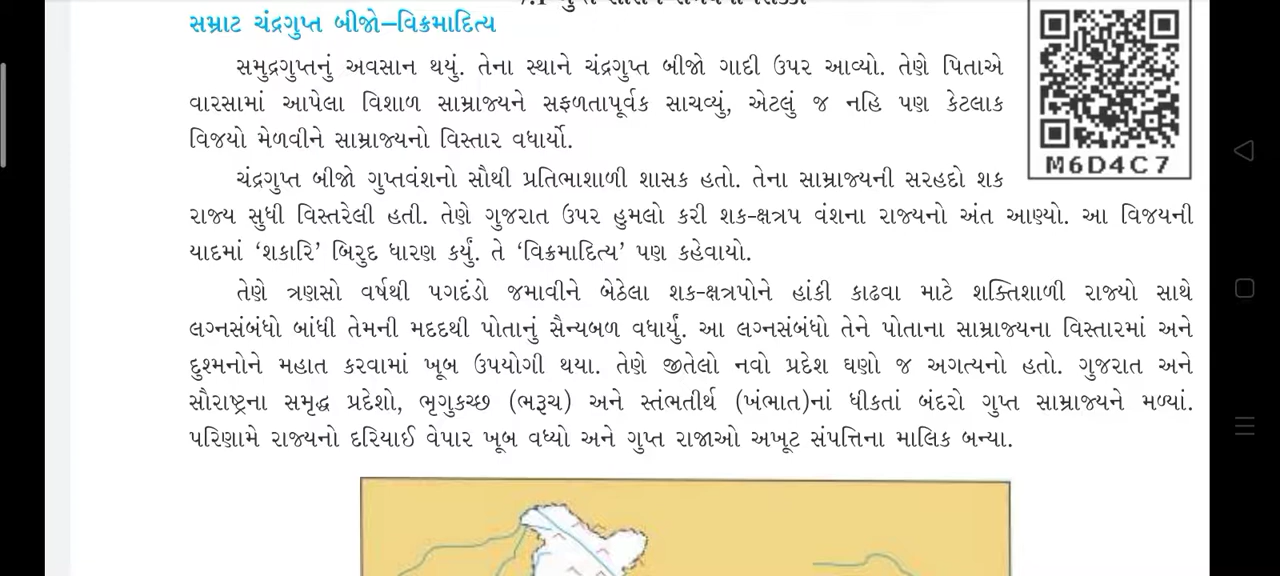 સમ્રાટ ચંદ્રગુપ્ત બીજો–વિક્રમાદિત્ય
સમુદ્રગુપ્તનું અવસાન થયું. તેના સ્થાને ચંદ્રગુપ્ત બીજો ગાદી ઉપર આવ્યો. તેણે પિતાએ
વારસામાં આપેલા વિશાળ સામ્રાજ્યને સફળતાપૂર્વક સાચવ્યું, એટલું જ નહિ પણ કેટલાક
વિજયો મેળવીને સામ્રાજ્યનો વિસ્તાર વધાર્યો.
M6D4C7
ચંદ્રગુપ્ત બીજો ગુપ્તવંશનો સૌથી પ્રતિભાશાળી શાસક હતો. તેના સામ્રાજ્યની સરહદો શક
રાજ્ય સુધી વિસ્તરેલી હતી. તેણે ગુજરાત ઉપર હુમલો કરી શક-ક્ષત્રપ વંશના રાજ્યનો અંત આણ્યો. આ વિજયની
યાદમાં ‘શકારિ’ બિરુદ ધારણ કર્યું. તે ‘વિક્રમાદિત્ય’ પણ કહેવાયો.
તેણે ત્રણસો વર્ષથી પગદંડો જમાવીને બેઠેલા શક-ક્ષત્રપોને હાંકી કાઢવા માટે શક્તિશાળી રાજ્યો સાથે
લગ્નસંબંધો બાંધી તેમની મદદથી પોતાનું સૈન્યબળ વધાર્યું. આ લગ્નસંબંધો તેને પોતાના સામ્રાજ્યના વિસ્તારમાં અને
દુશ્મનોને મહાત કરવામાં ખૂબ ઉપયોગી થયા. તેણે જીતેલો નવો પ્રદેશ ઘણો જ અગત્યનો હતો. ગુજરાત અને
સૌરાષ્ટ્રના સમૃદ્ધ પ્રદેશો, ભૃગુકચ્છ (ભરૂચ) અને સ્તંભતીર્થ (ખંભાત)નાં ધીકતાં બંદરો ગુપ્ત સામ્રાજ્યને મળ્યાં.
પરિણામે રાજ્યનો દરિયાઈ વેપાર ખૂબ વધ્યો અને ગુપ્ત રાજાઓ અખૂટ સંપત્તિના માલિક બન્યા.